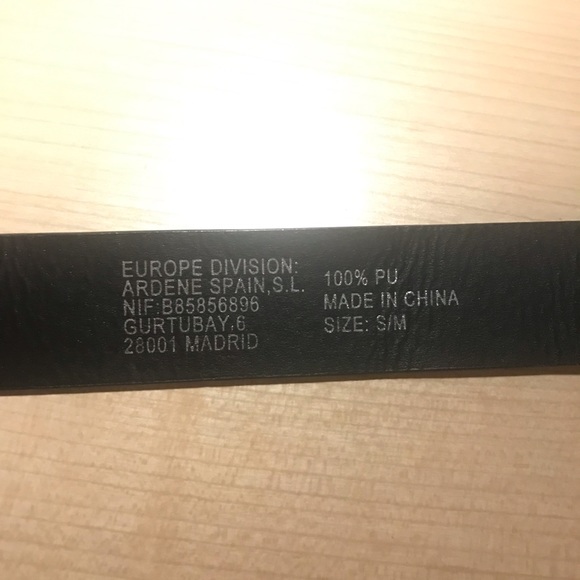 EUROPE DIVISION:
ARDENE SPAIN,S.L.
NIF:B85856896
GURTUBAY,6
28001 MADRID
100% PU
MADE IN CHINA
SIZE: S/M